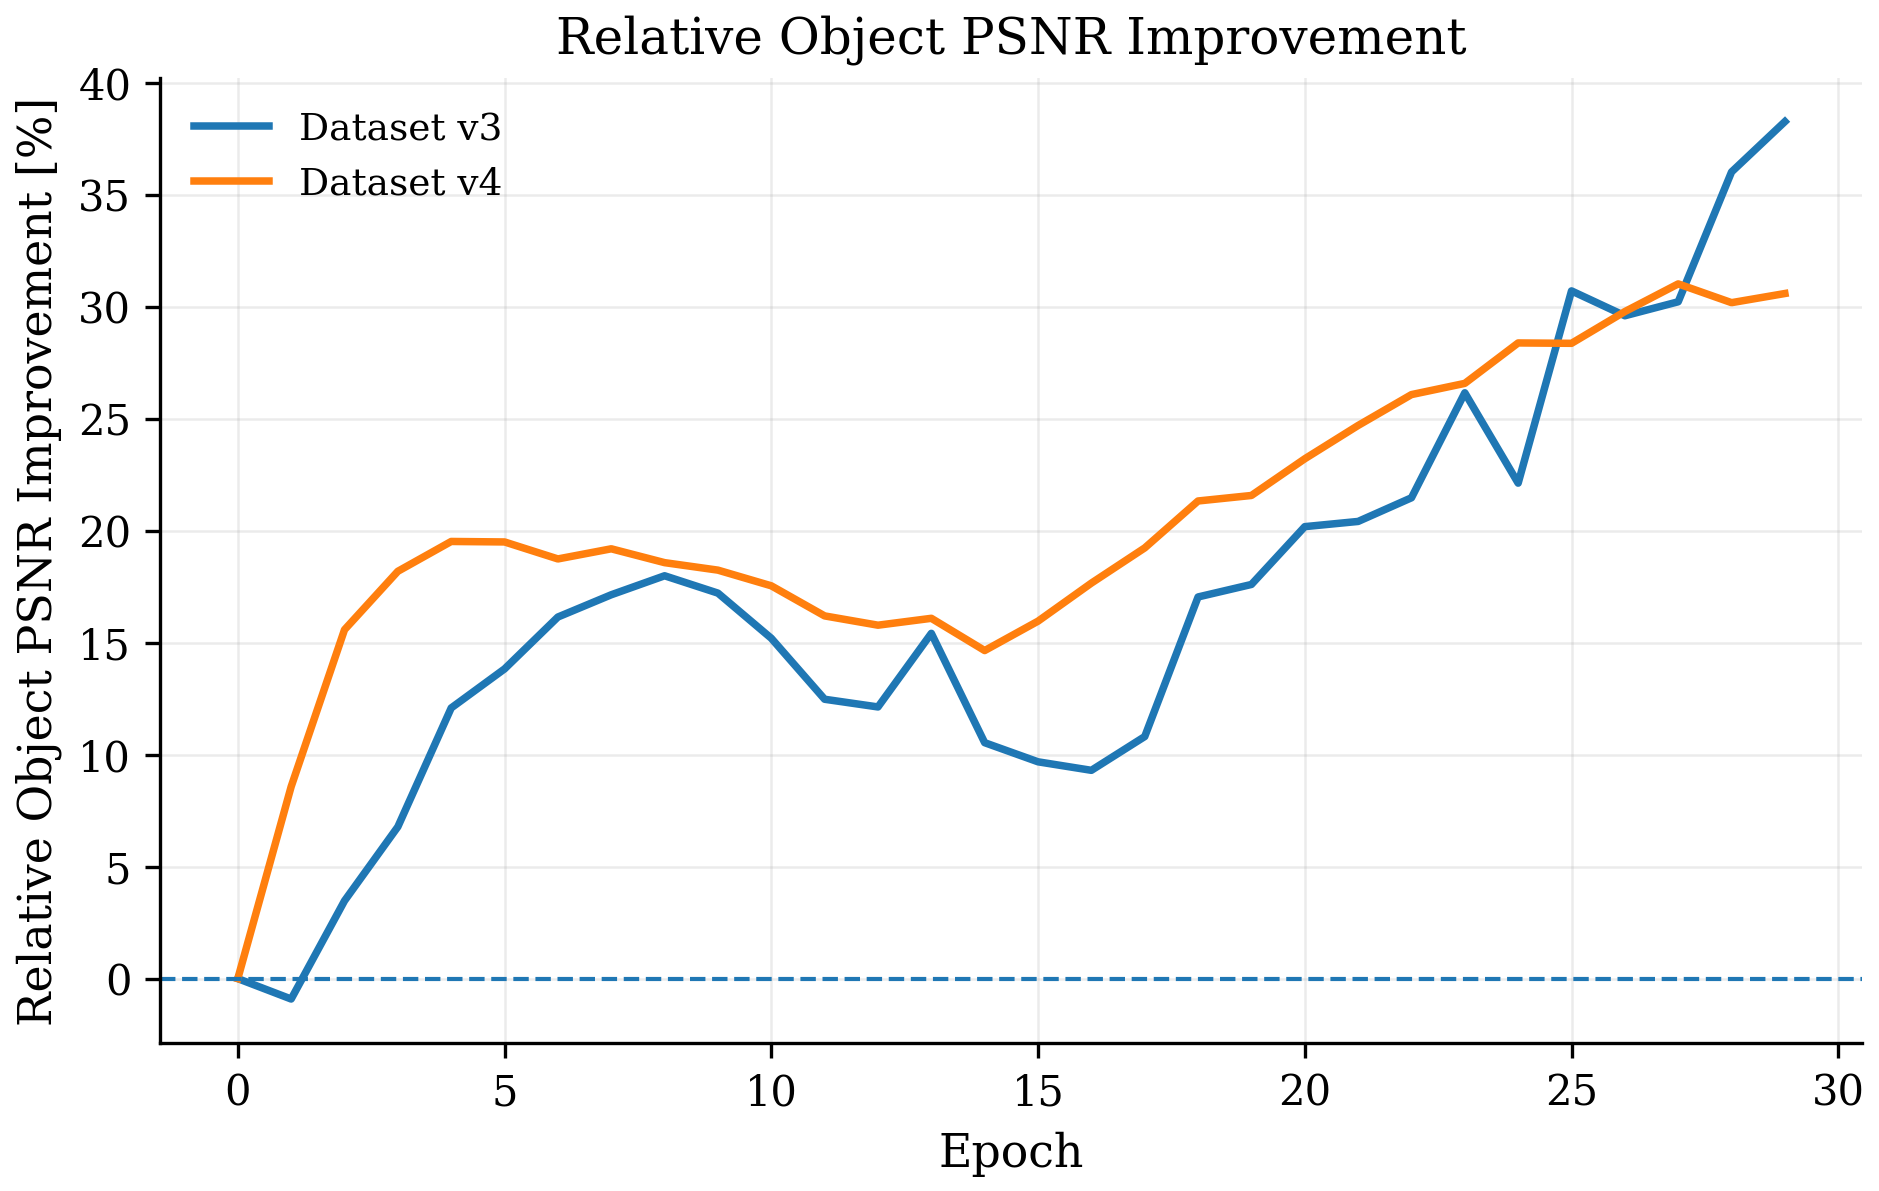 Relative Object PSNR Improvement
Relative Object PSNR Improvement [%]
40
35
30
25
20
15
10
5
0
Dataset v3
Dataset v4
0 5 10 15 20 25 30
Epoch